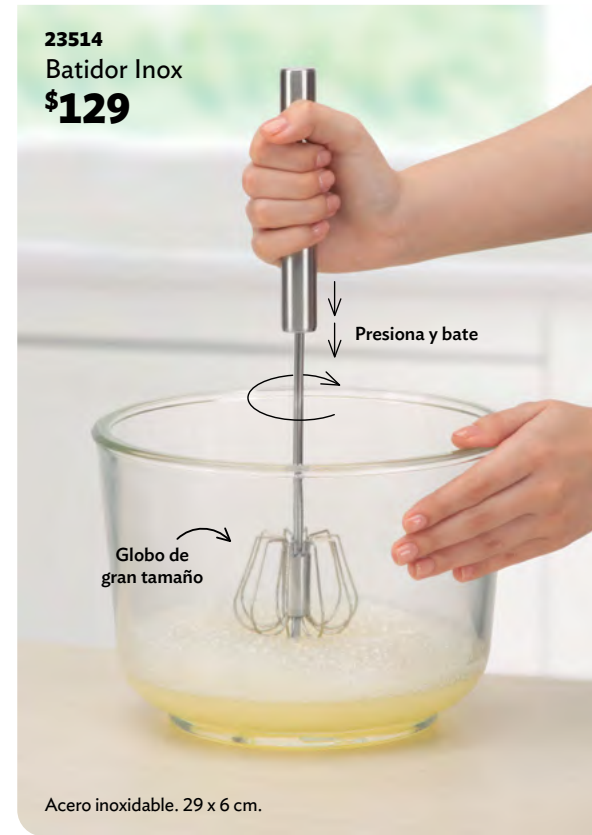 23514
Batidor Inox
$129
Presiona y bate
Globo de
gran tamaño
Acero inoxidable. 29 x 6 cm.